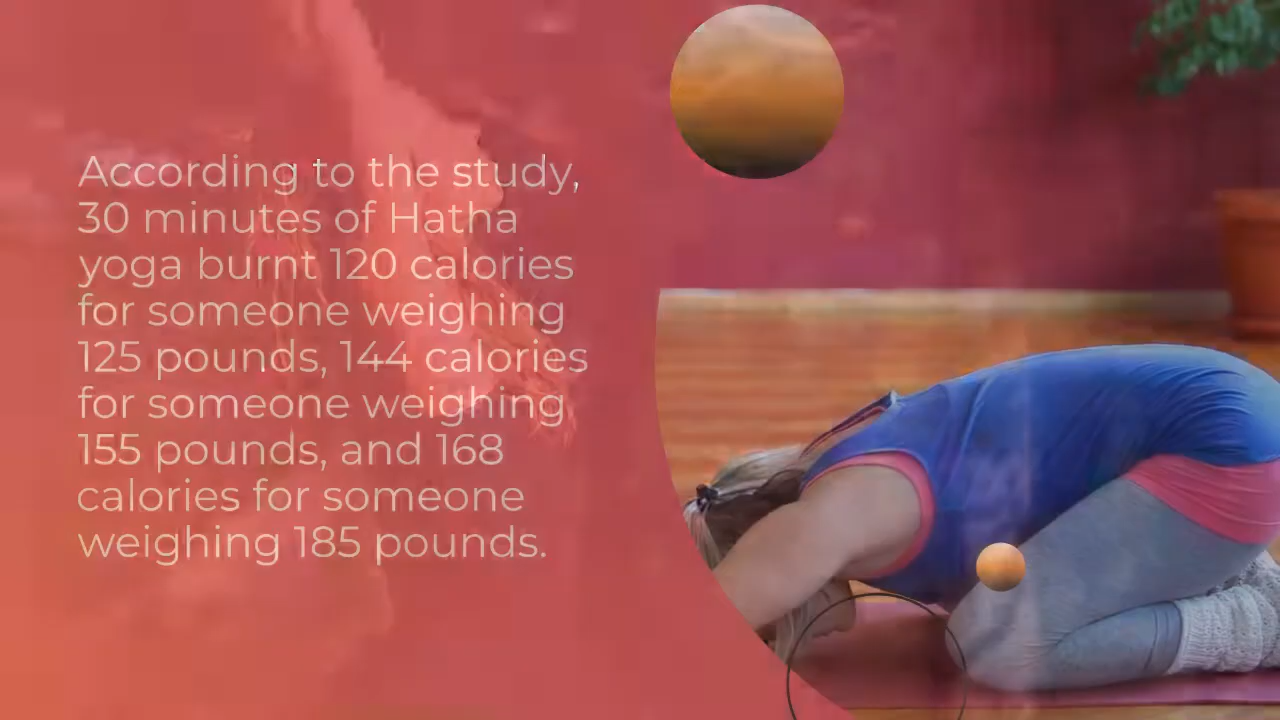 According to the study,
30 minutes of Hatha
yoga burnt 120 calories
for someone weighing
125 pounds, 144 calories
for someone weighing
155 pounds, and 168
calories for someone
weighing 185 pounds.